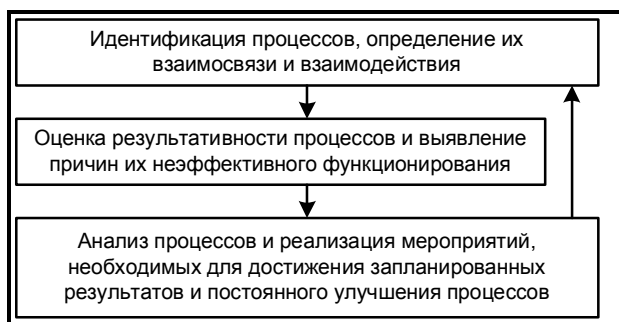 Идентификация процессов, определение их
взаимосвязи и взаимодействия
Оценка результативности процессов и выявление
причин их неэффективного функционирования
Анализ процессов и реализация мероприятий,
необходимых для достижения запланированных
результатов и постоянного улучшения процессов